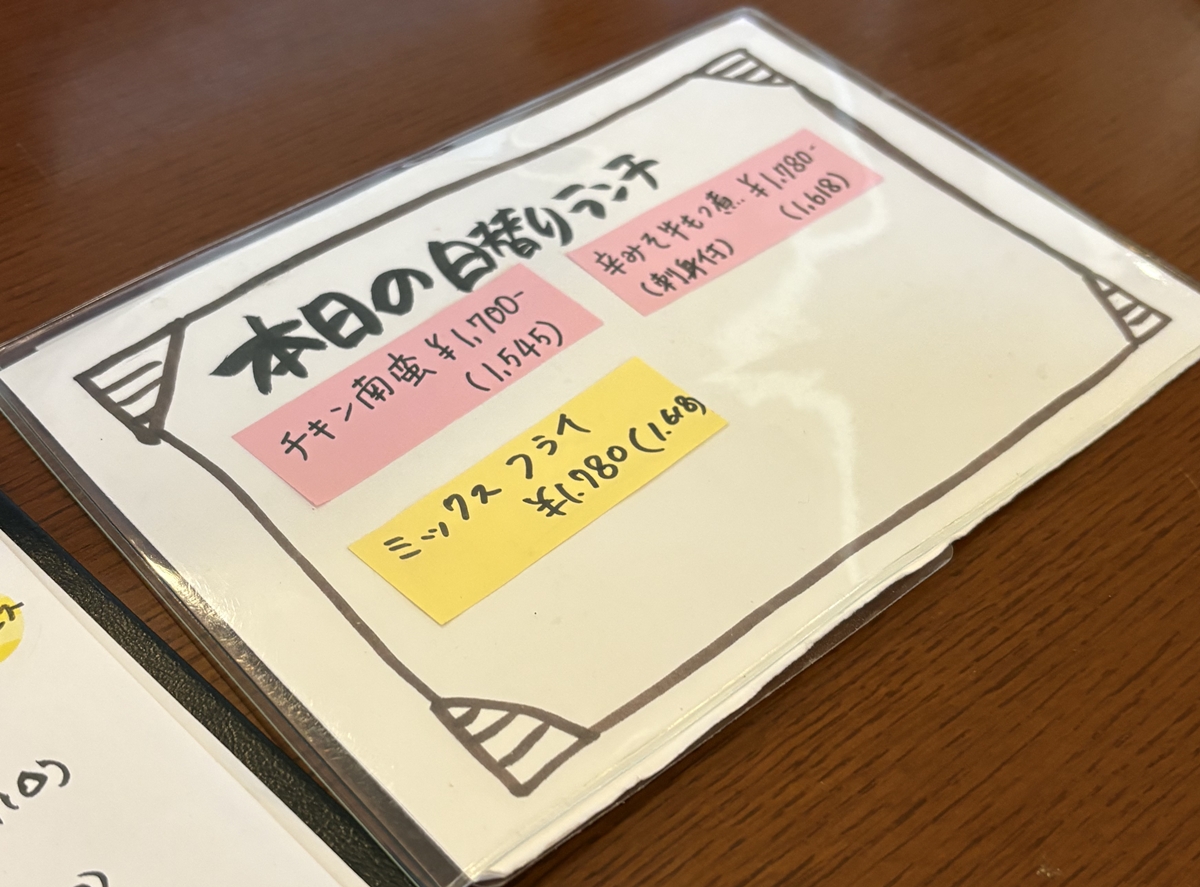 本日の日替りランチ
チキン南蛮 ¥1,700-
(1,545)
辛みそ牛もつ煮.. ¥1.780-
(刺身付) (1.618)
ミックス フライ
¥1.780 (1.618)